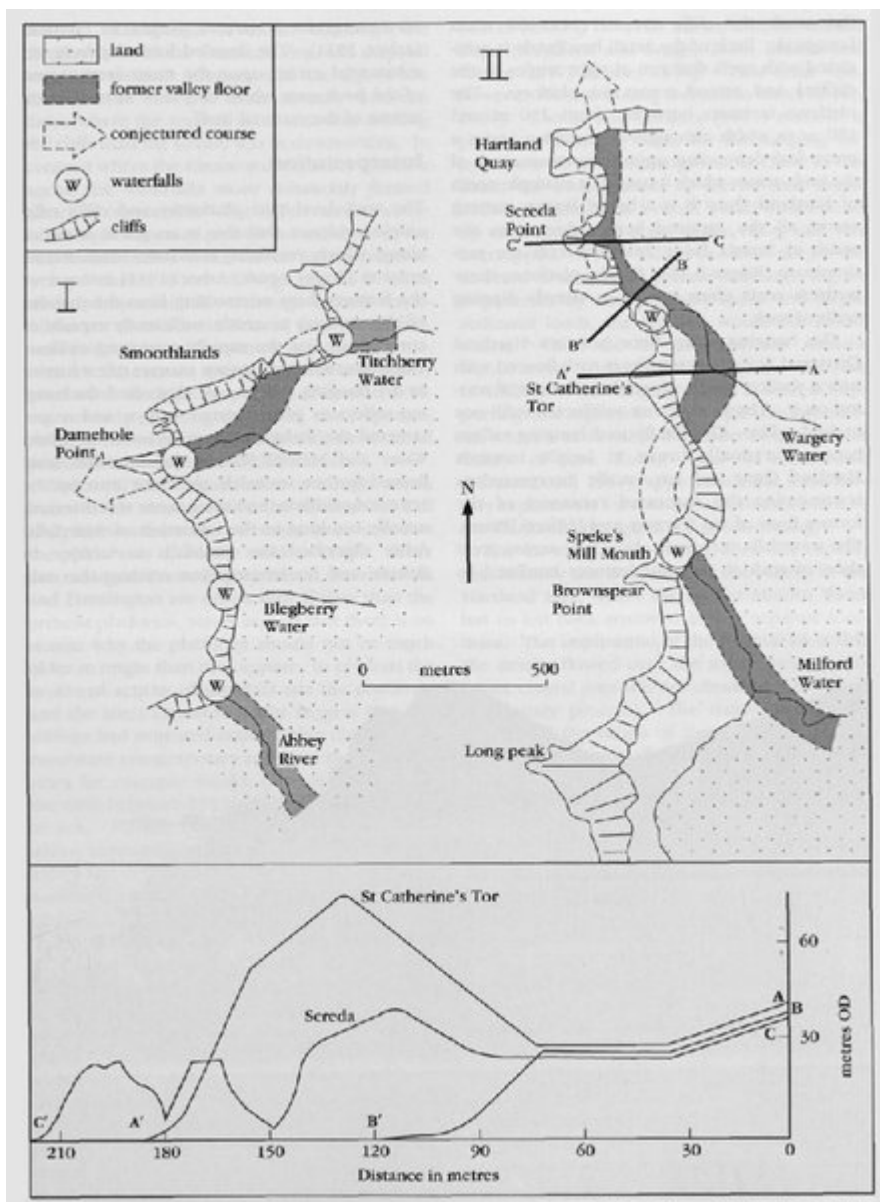 land
former valley floor
conjectured course
W
waterfalls
cliffs
I
Smoothlands
W
Titchberry
Water
Damehole
Point
W
W
Blegberry
Water
W
Abbey
River
II
Hartland
Quay
Screda
Point
C'
C
B
W
B'
A'
A
St Catherine's
Tor
Wargery
Water
N
Speke's
Mill Mouth
W
Brownspear
Point
Milford
Water
0 metres 500
Long peak
St Catherine's Tor
Screda
60
30
metres OD
A
B
C
C'
A'
B'
210 180 150 120 90 60 30 0
Distance in metres